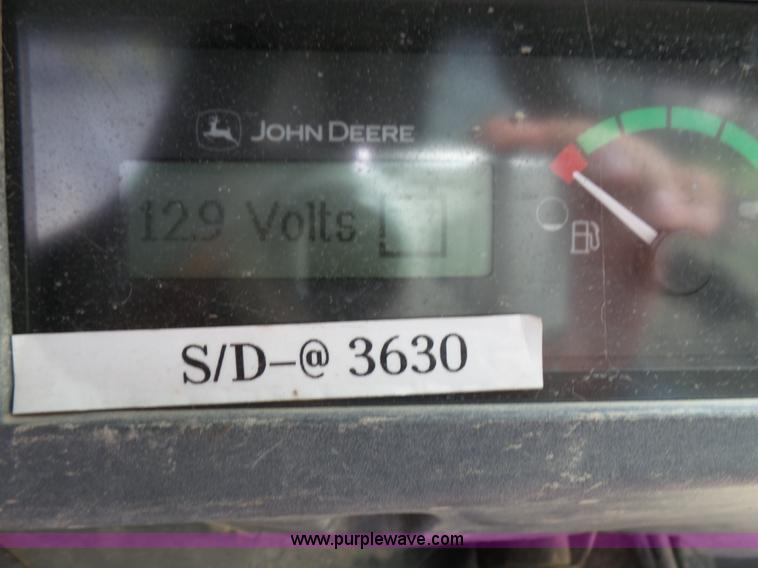 JOHN DEERE
12.9 Volts
S/D-@ 3630
www.purplewave.com